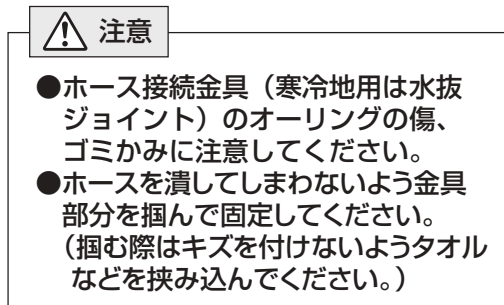 注意
●ホース接続金具（寒冷地用は水抜
ジョイント）のオーリングの傷、
ゴミかみに注意してください。
●ホースを潰してしまわないよう金具
部分を掴んで固定してください。
（掴む際はキズを付けないようタオル
などを挟み込んでください。）